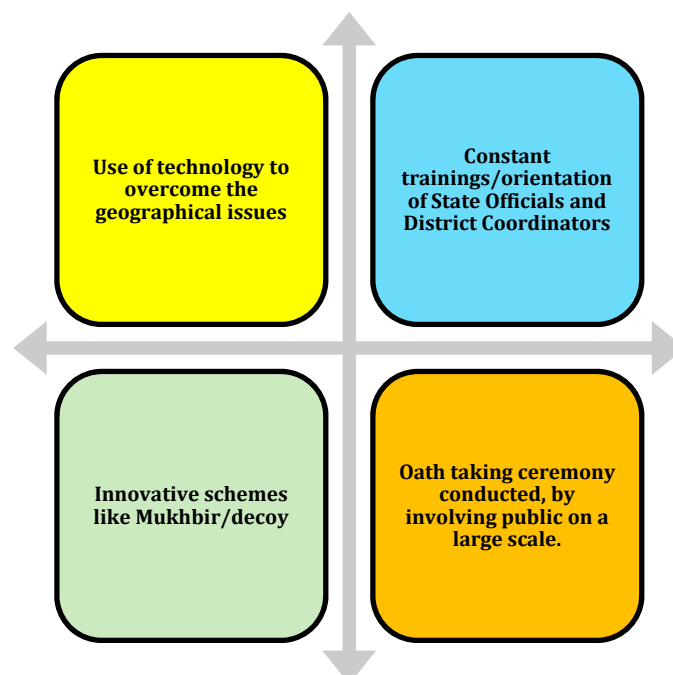 Use of technology to
overcome the
geographical issues
Constant
trainings/orientation
of State Officials and
District Coordinators
Innovative schemes
like Mukhbir/decoy
Oath taking ceremony
conducted, by
involving public on a
large scale.